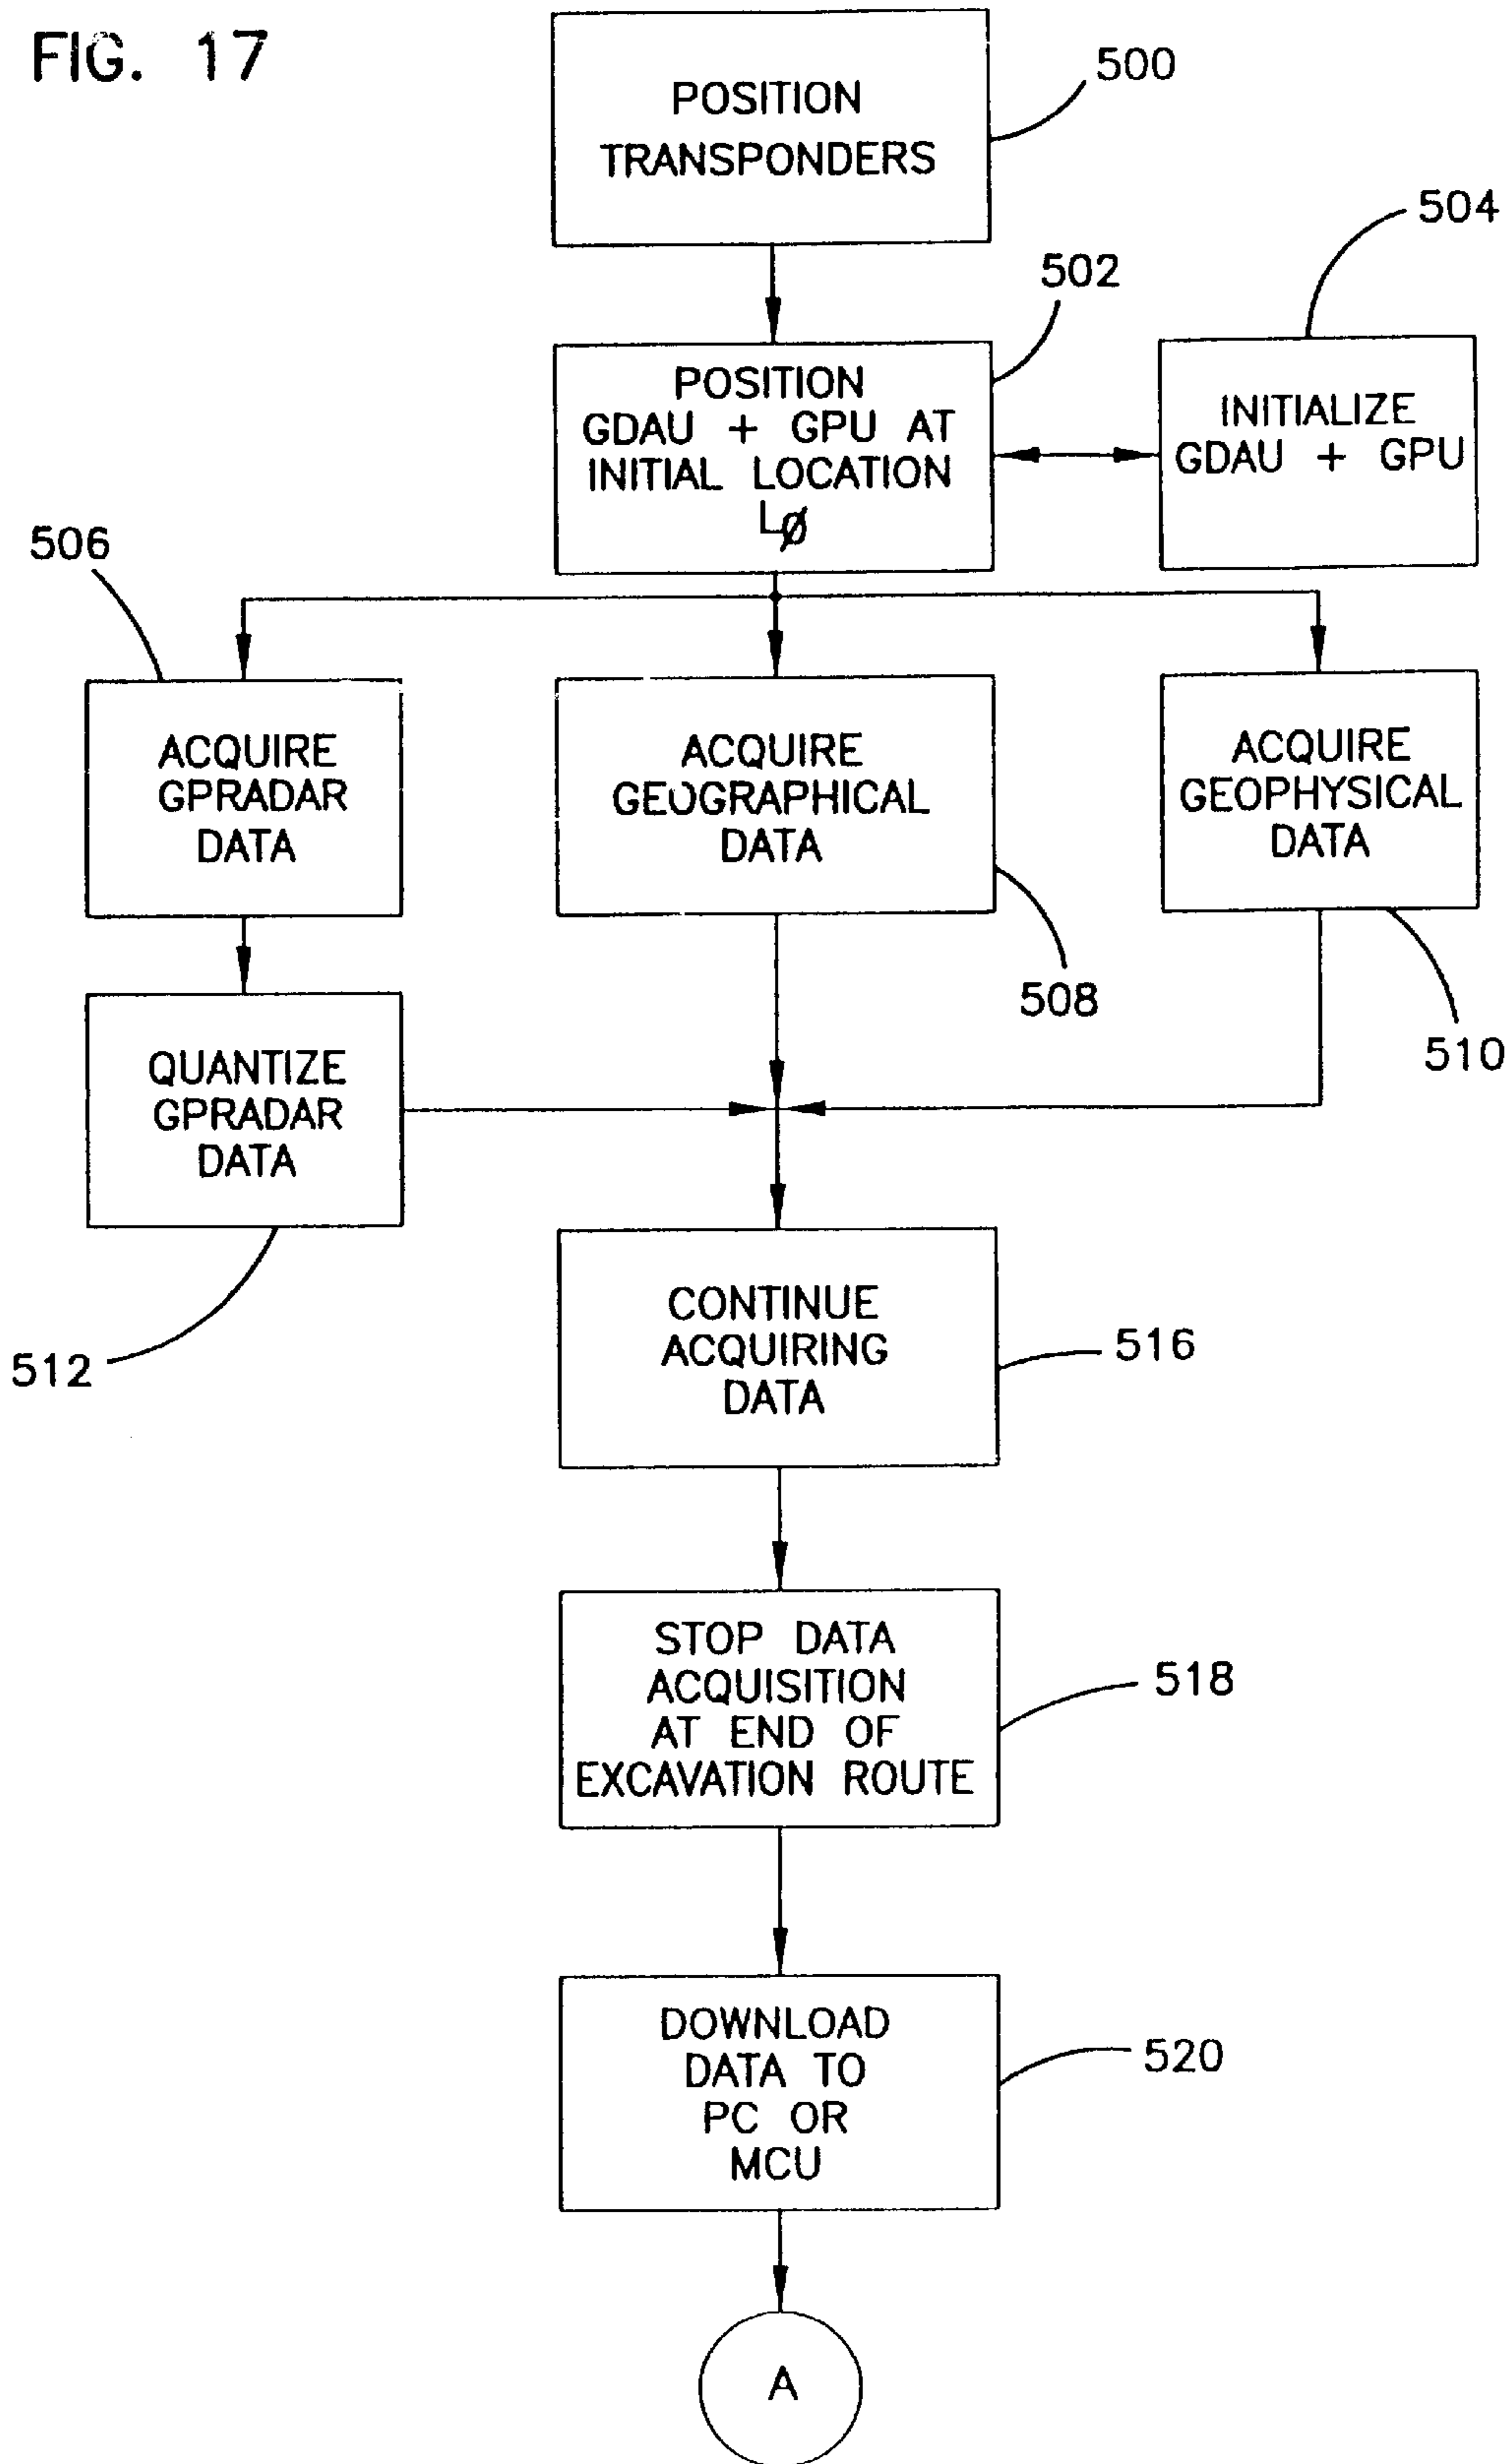 FIG. 17
POSITION
TRANSPONDERS
500
504
502
POSITION
GDAU + GPU AT
INITIAL LOCATION
LØ
INITIALIZE
GDAU + GPU
506
ACQUIRE
GPRADAR
DATA
ACQUIRE
GEOGRAPHICAL
DATA
ACQUIRE
GEOPHYSICAL
DATA
508
510
QUANTIZE
GPRADAR
DATA
512
CONTINUE
ACQUIRING
DATA
516
STOP DATA
ACQUISITION
AT END OF
EXCAVATION ROUTE
518
DOWNLOAD
DATA TO
PC OR
MCU
520
A